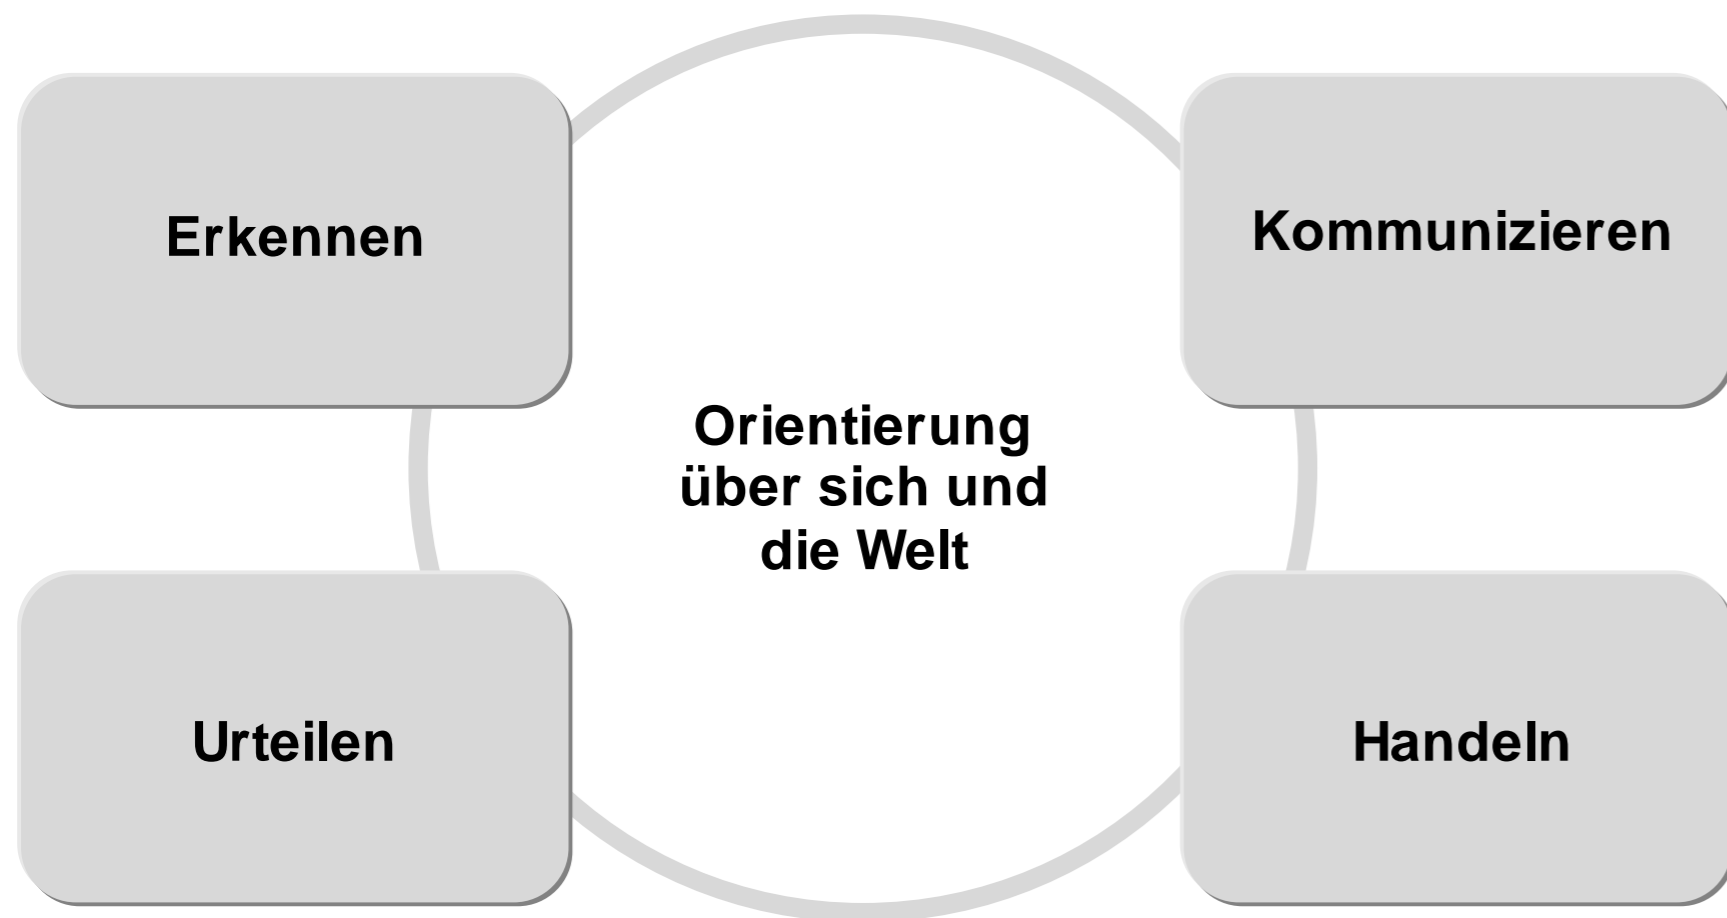 Erkennen
Kommunizieren
Orientierung
über sich und
die Welt
Urteilen
Handeln